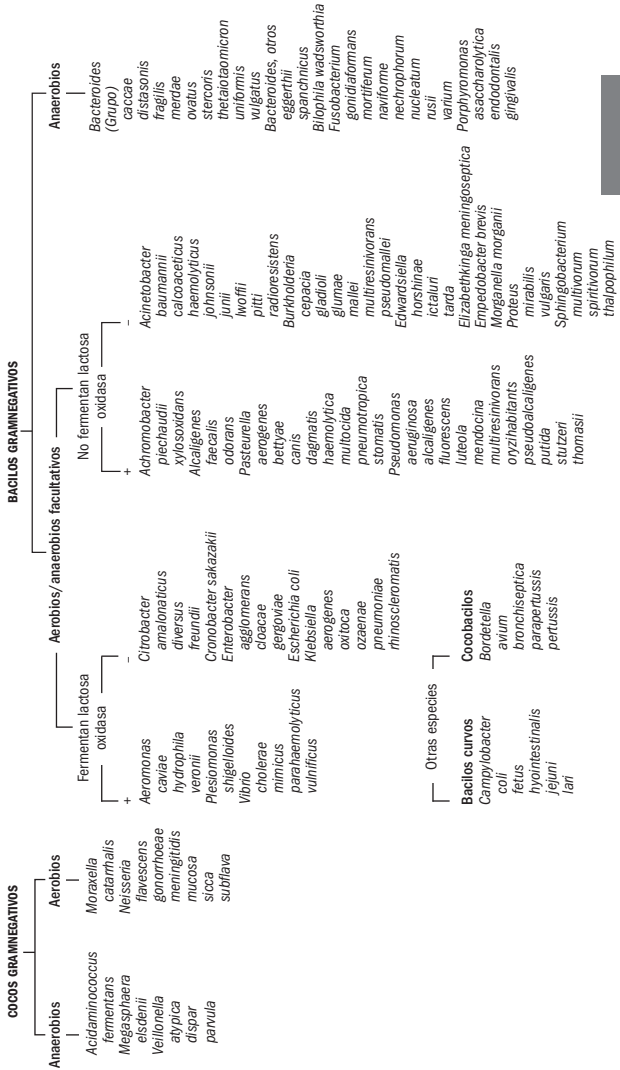 COCOS GRAMNEGATIVOS
Anaerobios
Acidaminococcus
fermentans
Megasphaera
elsdenii
Veillonella
atypica
dispar
parvula
Aerobios
Moraxella
catarrhalis
Neisseria
flavescens
gonorrhoeae
meningitidis
mucosa
sicca
subflava
BACILOS GRAMNEGATIVOS
Aerobios/anaerobios facultativos
Fermentan lactosa
oxidasa
+
Aeromonas
caviae
hydrophila
veronii
Plesiomonas
shigelloides
Vibrio
cholerae
mimicus
parahaemolyticus
vulnificus
–
Citrobacter
amalonaticus
diversus
freundii
Cronobacter sakazakii
Enterobacter
agglomerans
cloacae
gergoviae
Escherichia coli
Klebsiella
aerogenes
oxitoca
ozaenae
pneumoniae
rhinoscleromatis
No fermentan lactosa
oxidasa
+
Achromobacter
piechaudii
xylosoxidans
Alcaligenes
faecalis
odorans
Pasteurella
aerogenes
bettyae
canis
dagmatis
haemolytica
multocida
pneumotropica
stomatis
Pseudomonas
aeruginosa
alcaligenes
fluorescens
luteola
mendocina
multiresinivorans
oryzihabitants
pseudoalcaligenes
putida
stutzeri
thomasii
–
Acinetobacter
baumannii
calcoaceticus
haemolyticus
johnsonii
junii
lwoffii
pitti
radioresistens
Burkholderia
cepacia
gladioli
glumae
mallei
multiresinivorans
pseudomallei
Edwardsiella
horshinae
ictaluri
tarda
Elizabethkinga meningoseptica
Empedobacter brevis
Morganella morganii
Proteus
mirabilis
vulgaris
Sphingobacterium
multivorum
spiritivorum
thalpophilum
Anaerobios
Bacteroides
(Grupo)
caccae
distasonis
fragilis
merdae
ovatus
stercoris
thetaiotaomicron
uniformis
vulgatus
Bacteroides, otros
eggerthii
spanchnicus
Bilophila wadsworthia
Fusobacterium
gonidiaformans
mortiferum
naviforme
nechrophorum
nucleatum
rusii
varium
Porphyromonas
asaccharolytica
endodontalis
gingivalis
Otras especies
Bacilos curvos
Campylobacter
coli
fetus
hyointestinalis
jejuni
lari
Cocobacilos
Bordetella
avium
bronchiseptica
parapertussis
pertussis